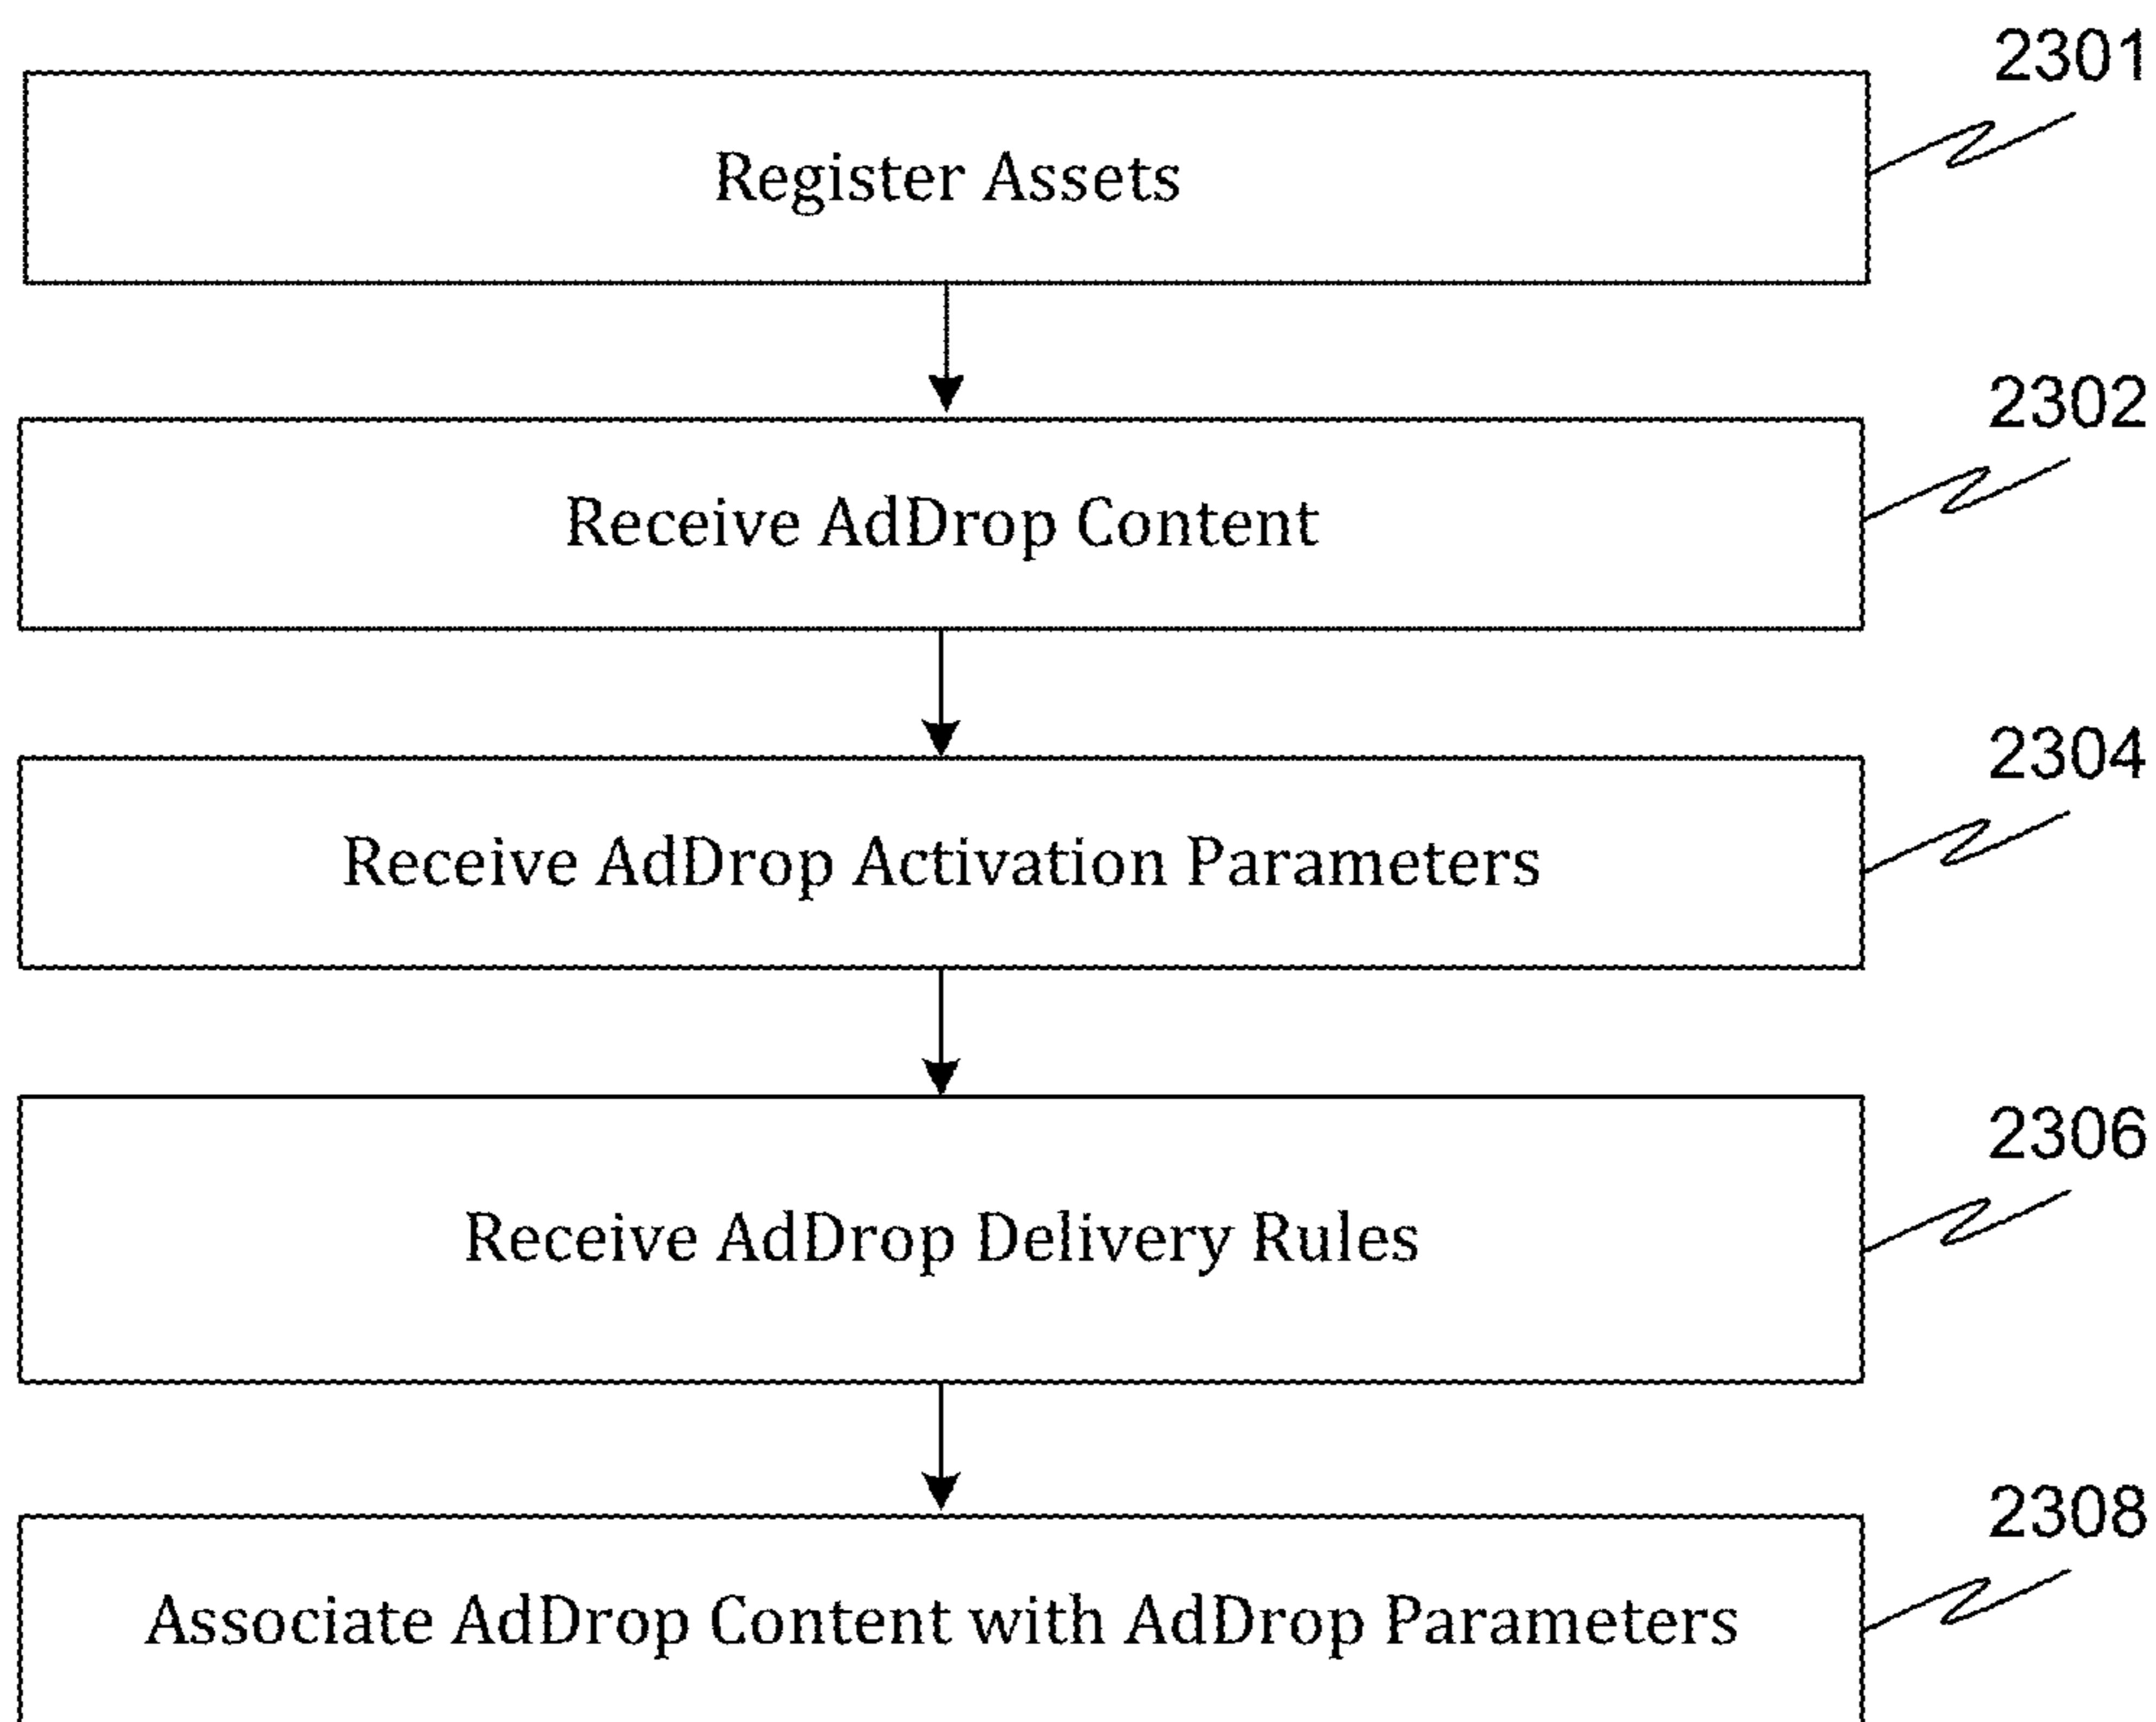 2301
Register Assets
2302
Receive AdDrop Content
2304
Receive AdDrop Activation Parameters
2306
Receive AdDrop Delivery Rules
2308
Associate AdDrop Content with AdDrop Parameters